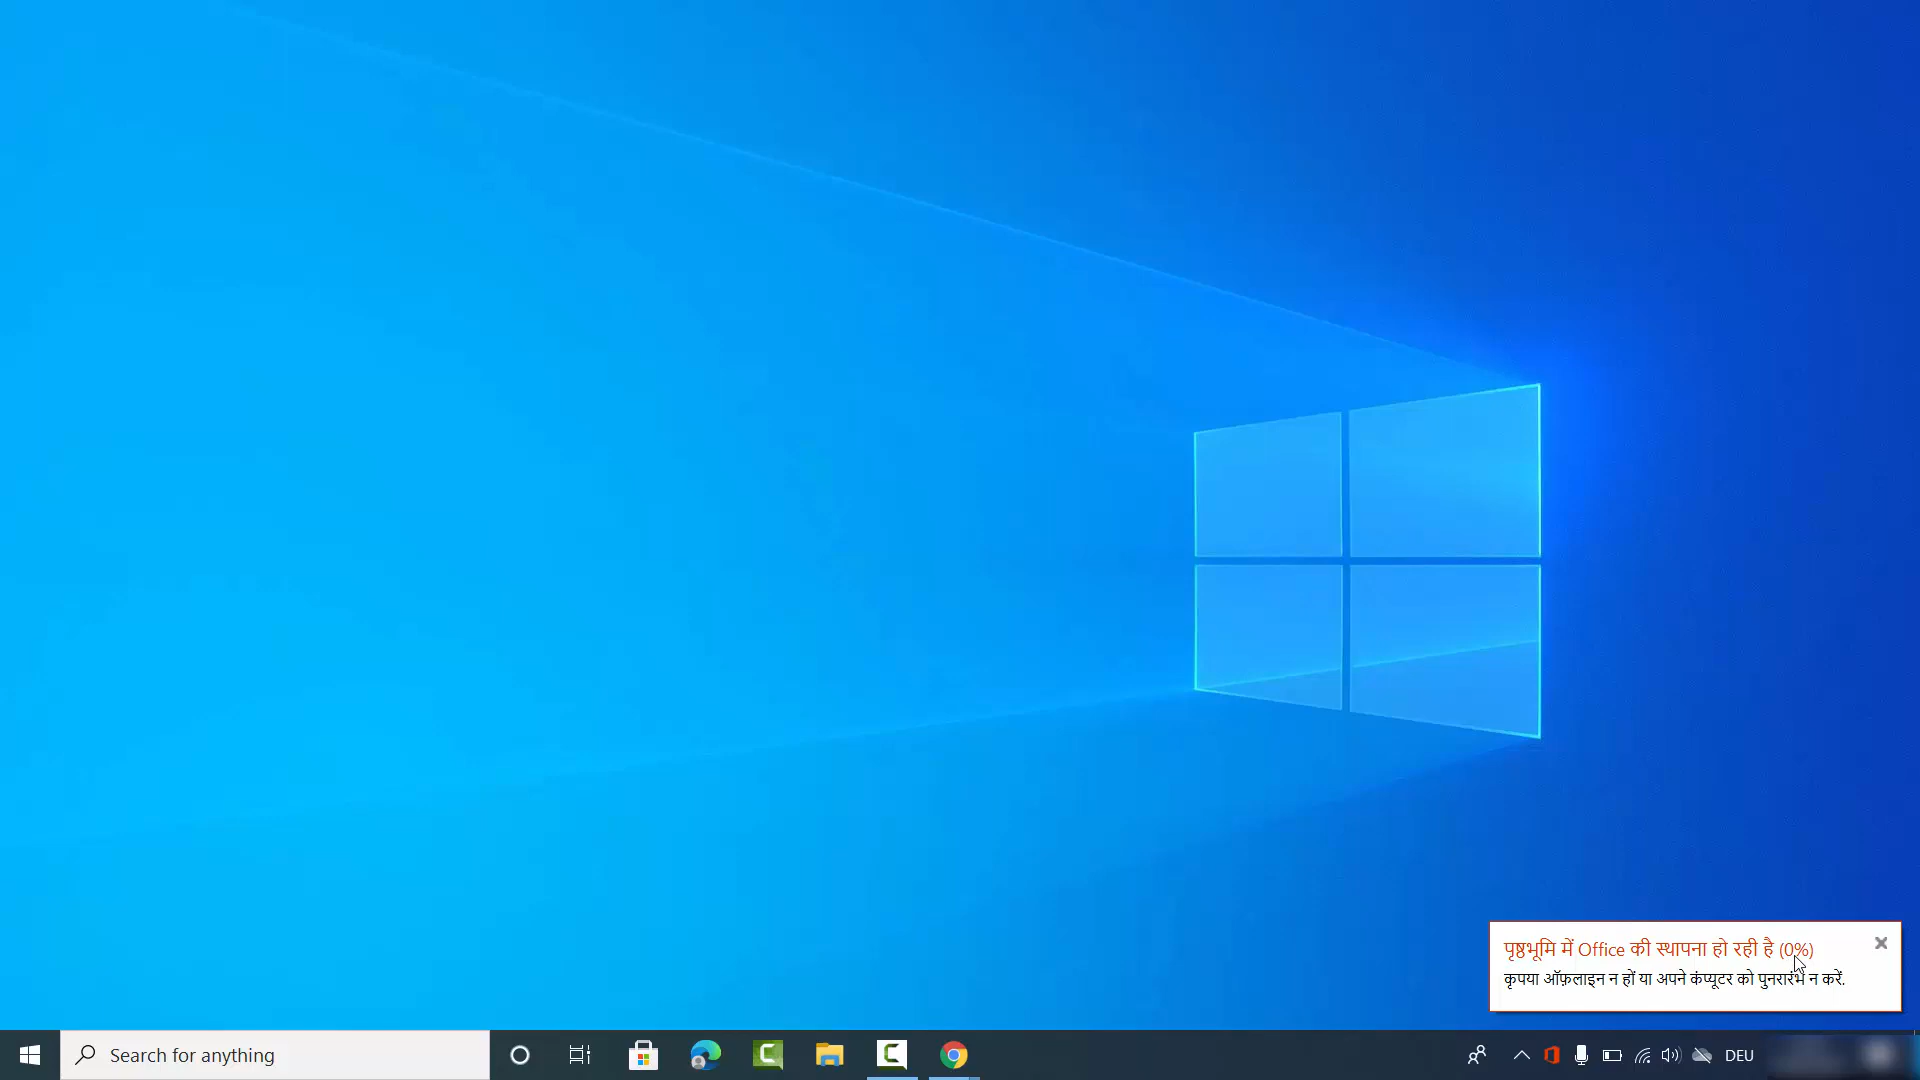 पृष्ठभूमि में Office की स्थापना हो रही है (0%)
कृपया ऑफ़लाइन न हों या अपने कंप्यूटर को पुनरारंभ न करें.
Search for anything
DEU